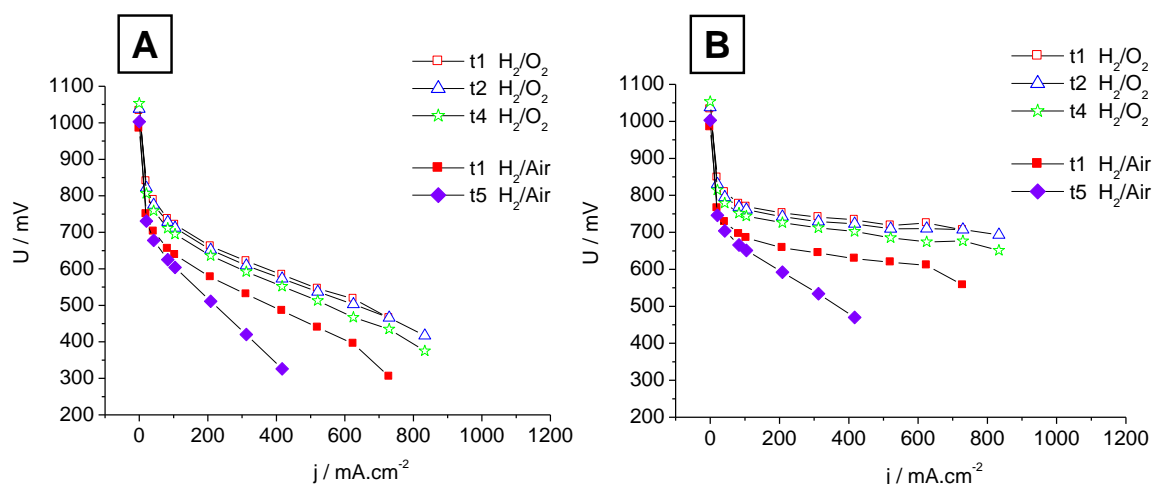 A
t1 H₂/O₂
t2 H₂/O₂
t4 H₂/O₂
t1 H₂/Air
t5 H₂/Air
1100
1000
900
800
700
600
500
400
300
200
U / mV
0 200 400 600 800 1000 1200
j / mA.cm⁻²
B
t1 H₂/O₂
t2 H₂/O₂
t4 H₂/O₂
t1 H₂/Air
t5 H₂/Air
1100
1000
900
800
700
600
500
400
300
200
U / mV
0 200 400 600 800 1000 1200
j / mA.cm⁻²